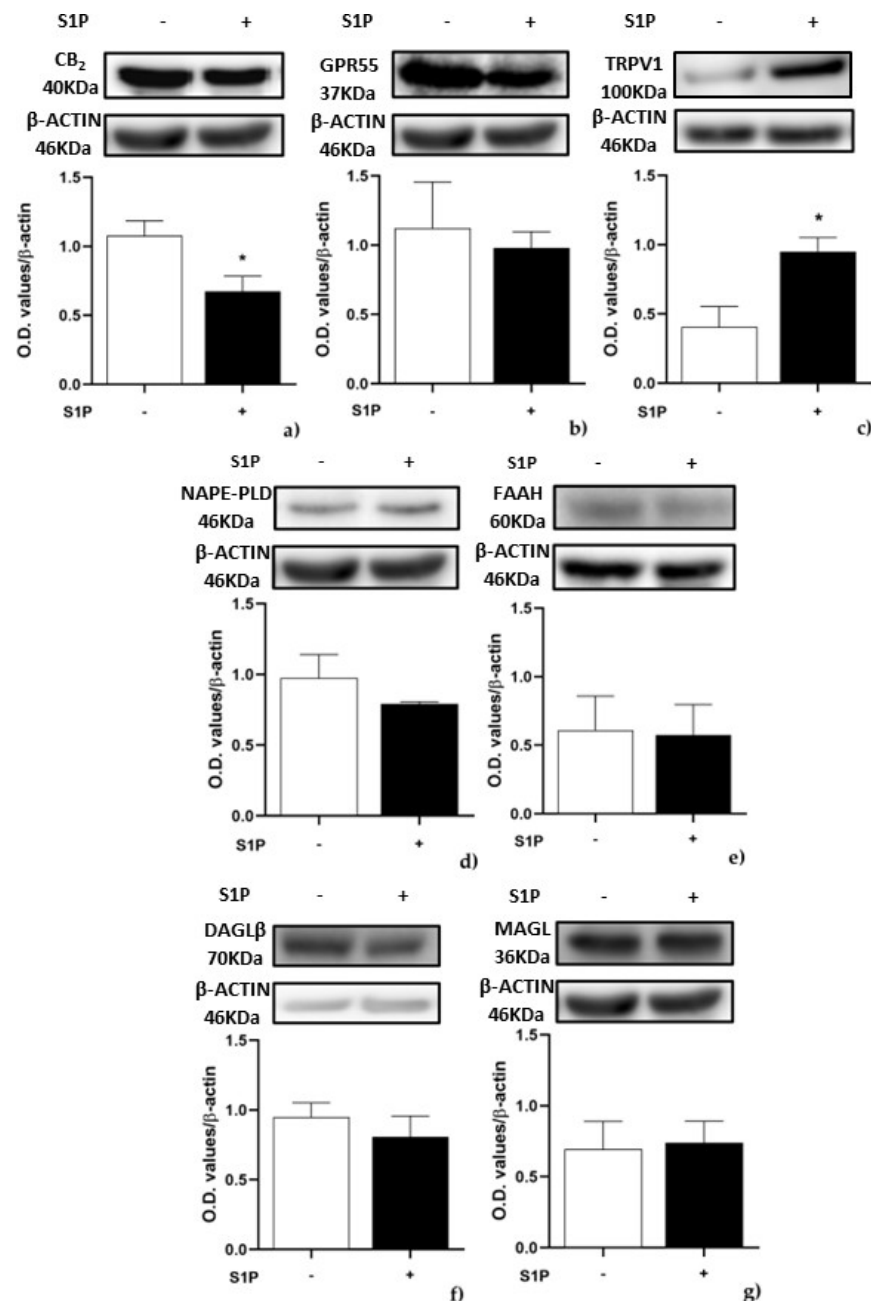 S1P - +
CB₂
40KDa
β-ACTIN
46KDa
O.D. values/β-actin
1.5
1.0
0.5
0.0
*
- +
S1P
a)
S1P - +
GPR55
37KDa
β-ACTIN
46KDa
O.D. values/β-actin
1.5
1.0
0.5
0.0
- +
S1P
b)
S1P - +
TRPV1
100KDa
β-ACTIN
46KDa
O.D. values/β-actin
1.5
1.0
0.5
0.0
*
- +
S1P
c)
S1P - +
NAPE-PLD
46KDa
β-ACTIN
46KDa
O.D. values/β-actin
1.5
1.0
0.5
0.0
S1P - +
d)
S1P - +
FAAH
60KDa
β-ACTIN
46KDa
O.D. values/β-actin
1.5
1.0
0.5
0.0
S1P - +
e)
S1P - +
DAGLβ
70KDa
β-ACTIN
46KDa
O.D. values/β-actin
1.5
1.0
0.5
0.0
S1P - +
f)
S1P - +
MAGL
36KDa
β-ACTIN
46KDa
O.D. values/β-actin
1.5
1.0
0.5
0.0
S1P - +
g)